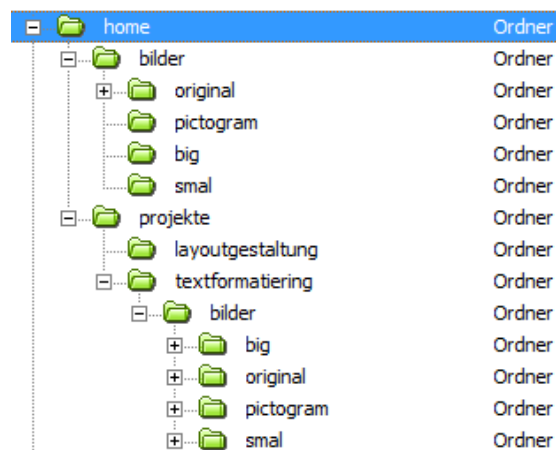 home Ordner
bilder Ordner
original Ordner
pictogram Ordner
big Ordner
smal Ordner
projekte Ordner
layoutgestaltung Ordner
textformatiering Ordner
bilder Ordner
big Ordner
original Ordner
pictogram Ordner
smal Ordner